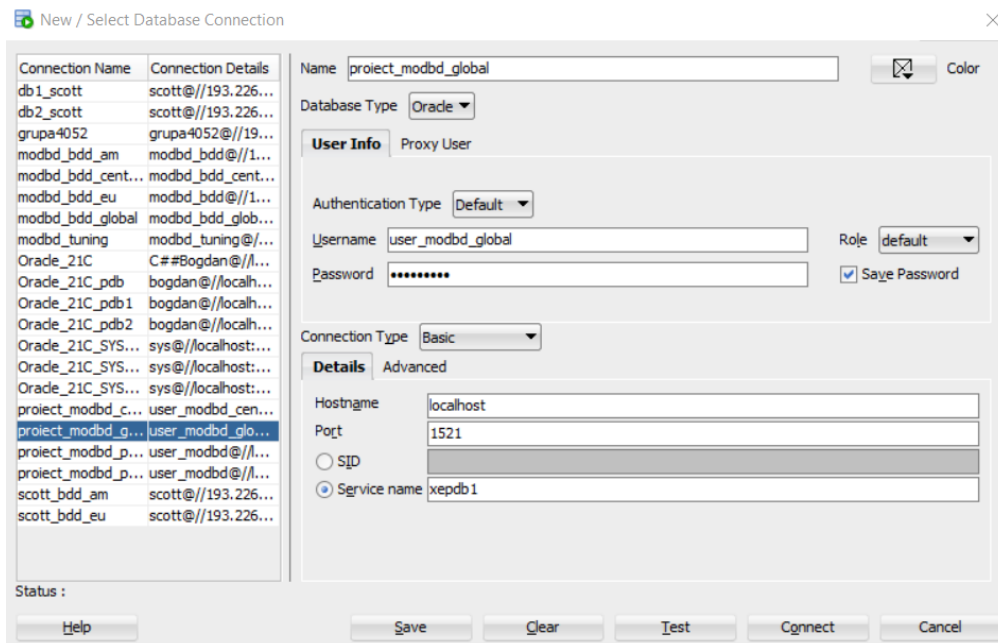 New / Select Database Connection
Connection Name Connection Details
db1_scott scott@//193.226...
db2_scott scott@//193.226...
grupa4052 grupa4052@//19...
modbd_bdd_am modbd_bdd@//1...
modbd_bdd_cent... modbd_bdd_cent...
modbd_bdd_eu modbd_bdd@//1...
modbd_bdd_global modbd_bdd_glob...
modbd_tuning modbd_tuning@/...
Oracle_21C C##Bogdan@//l...
Oracle_21C_pdb bogdan@//localh...
Oracle_21C_pdb1 bogdan@//localh...
Oracle_21C_pdb2 bogdan@//localh...
Oracle_21C_SYS... sys@//localhost:...
Oracle_21C_SYS... sys@//localhost:...
Oracle_21C_SYS... sys@//localhost:...
proiect_modbd_c... user_modbd_cen...
proiect_modbd_g... user_modbd_glo...
proiect_modbd_p... user_modbd@//l...
proiect_modbd_p... user_modbd@//l...
scott_bdd_am scott@//193.226...
scott_bdd_eu scott@//193.226...
Name proiect_modbd_global Color
Database Type Oracle
User Info Proxy User
Authentication Type Default
Username user_modbd_global Role default
Password ••••••••• Save Password
Connection Type Basic
Details Advanced
Hostname localhost
Port 1521
SID
Service name xepdb1
Status :
Help Save Clear Test Connect Cancel